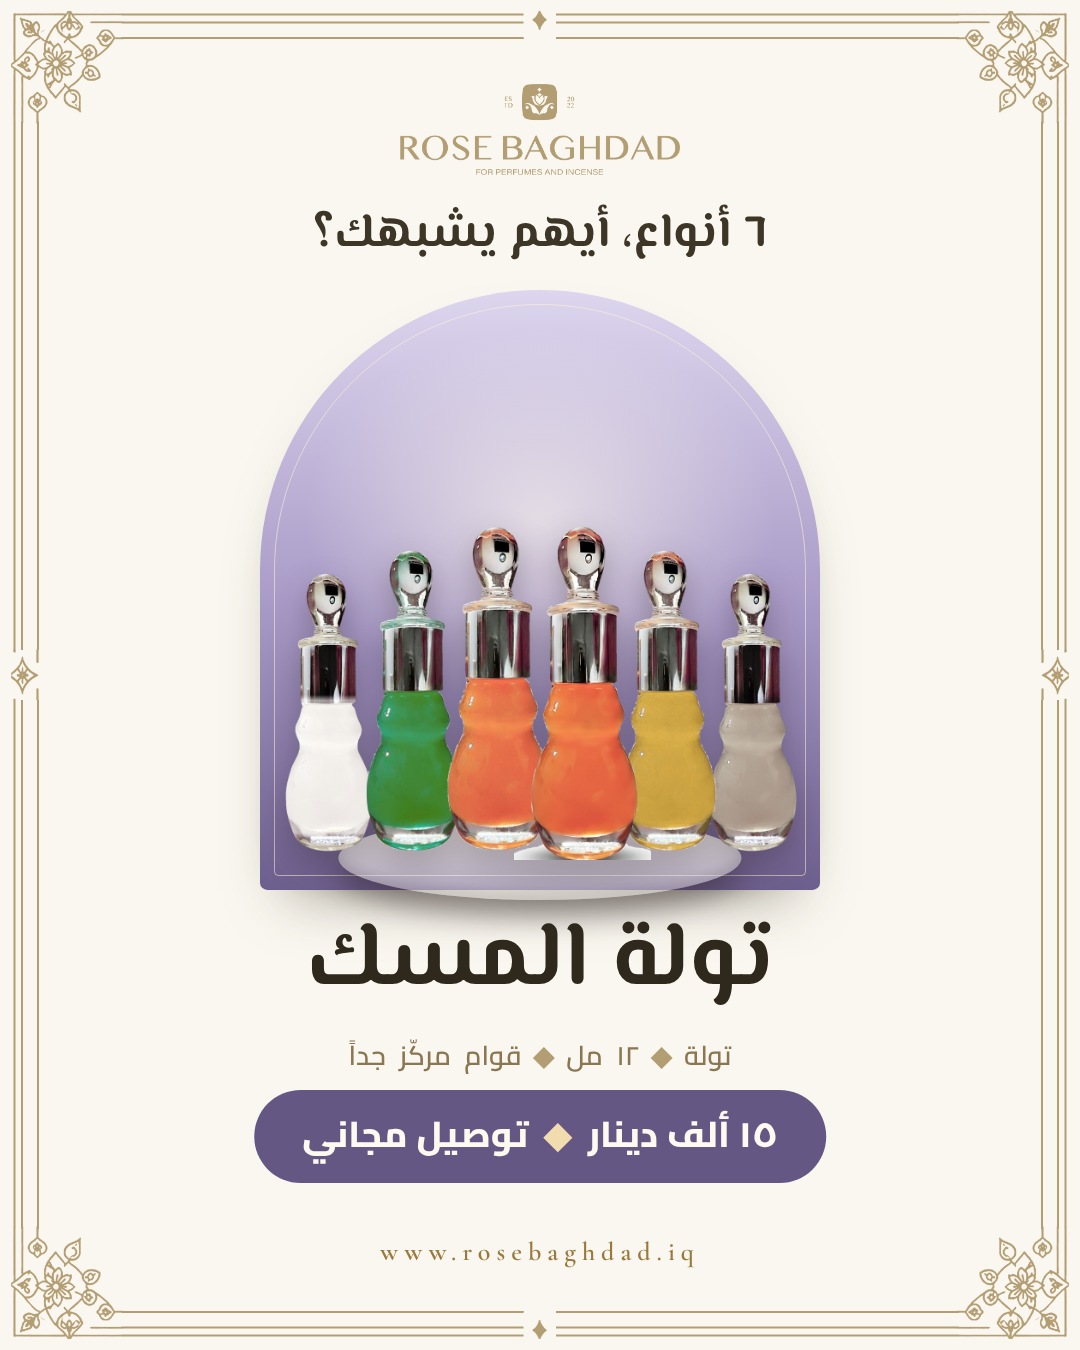 ES TD 20 22
ROSE BAGHDAD
FOR PERFUMES AND INCENSE
٦ أنواع، أيهم يشبهك؟
تولة المسك
تولة ◆ ١٢ مل ◆ قوام مركّز جداً
١٥ ألف دينار ◆ توصيل مجاني
www.rosebaghdad.iq